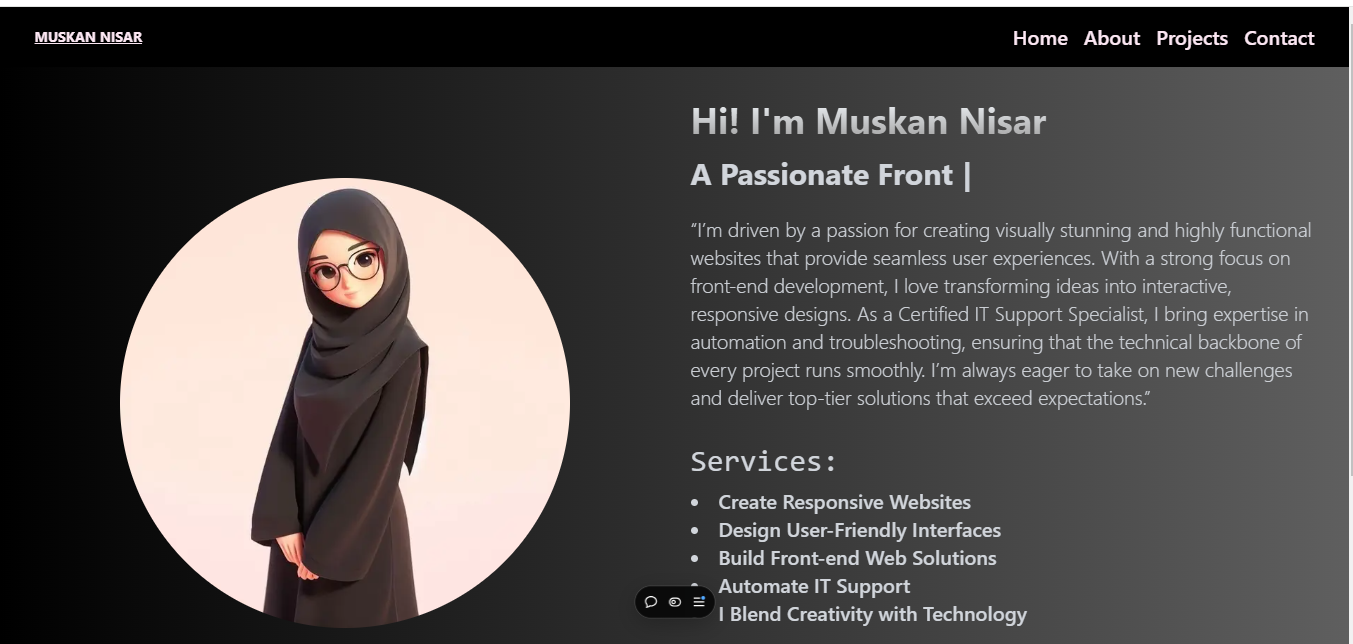 MUSKAN NISAR
Home About Projects Contact
Hi! I'm Muskan Nisar
A Passionate Front |
“I’m driven by a passion for creating visually stunning and highly functional
websites that provide seamless user experiences. With a strong focus on
front-end development, I love transforming ideas into interactive,
responsive designs. As a Certified IT Support Specialist, I bring expertise in
automation and troubleshooting, ensuring that the technical backbone of
every project runs smoothly. I’m always eager to take on new challenges
and deliver top-tier solutions that exceed expectations.”
Services:
• Create Responsive Websites
• Design User-Friendly Interfaces
• Build Front-end Web Solutions
• Automate IT Support
I Blend Creativity with Technology